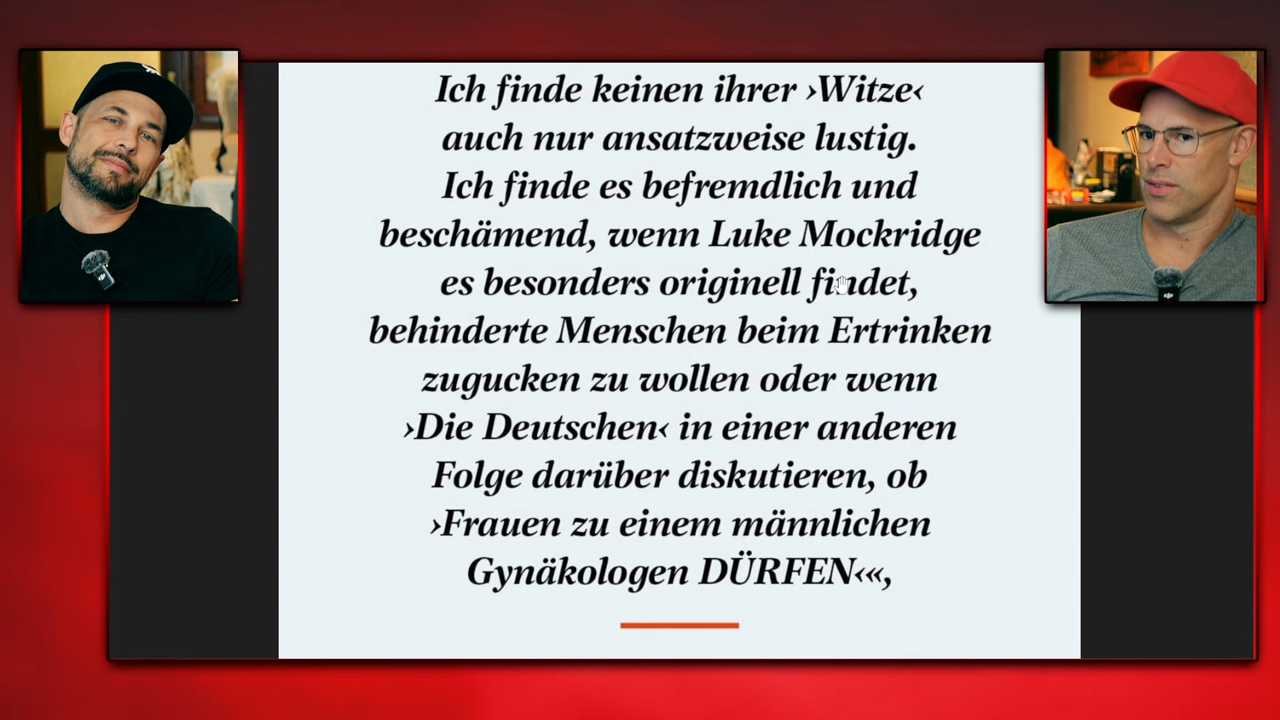 Ich finde keinen ihrer ›Witze‹
auch nur ansatzweise lustig.
Ich finde es befremdlich und
beschämend, wenn Luke Mockridge
es besonders originell findet,
behinderte Menschen beim Ertrinken
zugucken zu wollen oder wenn
›Die Deutschen‹ in einer anderen
Folge darüber diskutieren, ob
›Frauen zu einem männlichen
Gynäkologen DÜRFEN‹«,